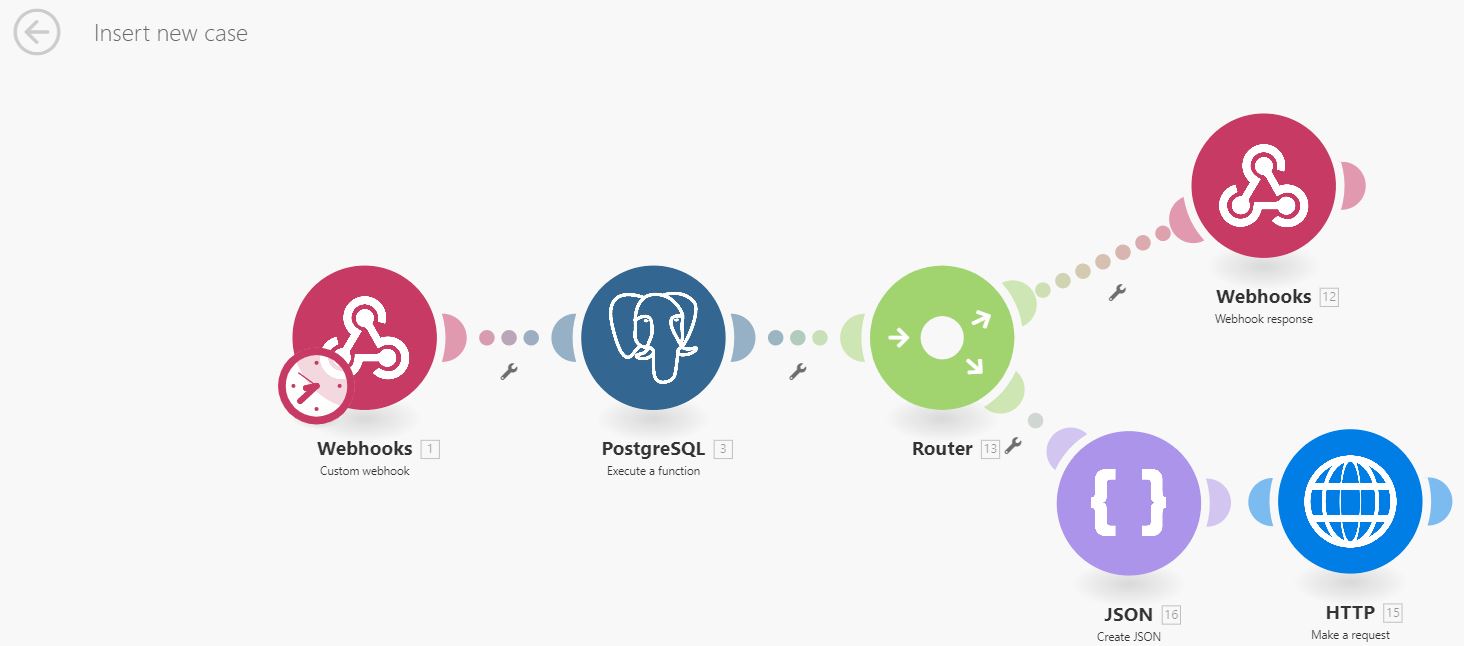 Insert new case
Webhooks 12
Webhook response
Webhooks 1
Custom webhook
PostgreSQL 3
Execute a function
Router 13
JSON 16
Create JSON
HTTP 15
Make a request